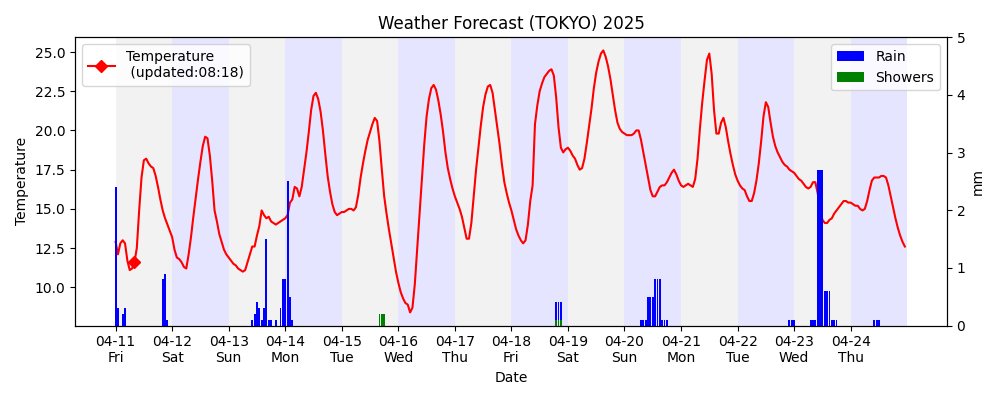 Weather Forecast (TOKYO) 2025
Temperature
(updated:08:18)
Rain
Showers
Temperature
25.0
22.5
20.0
17.5
15.0
12.5
10.0
5
4
3
2
1
0
mm
04-11 04-12 04-13 04-14 04-15 04-16 04-17 04-18 04-19 04-20 04-21 04-22 04-23 04-24
Fri Sat Sun Mon Tue Wed Thu Fri Sat Sun Mon Tue Wed Thu
Date